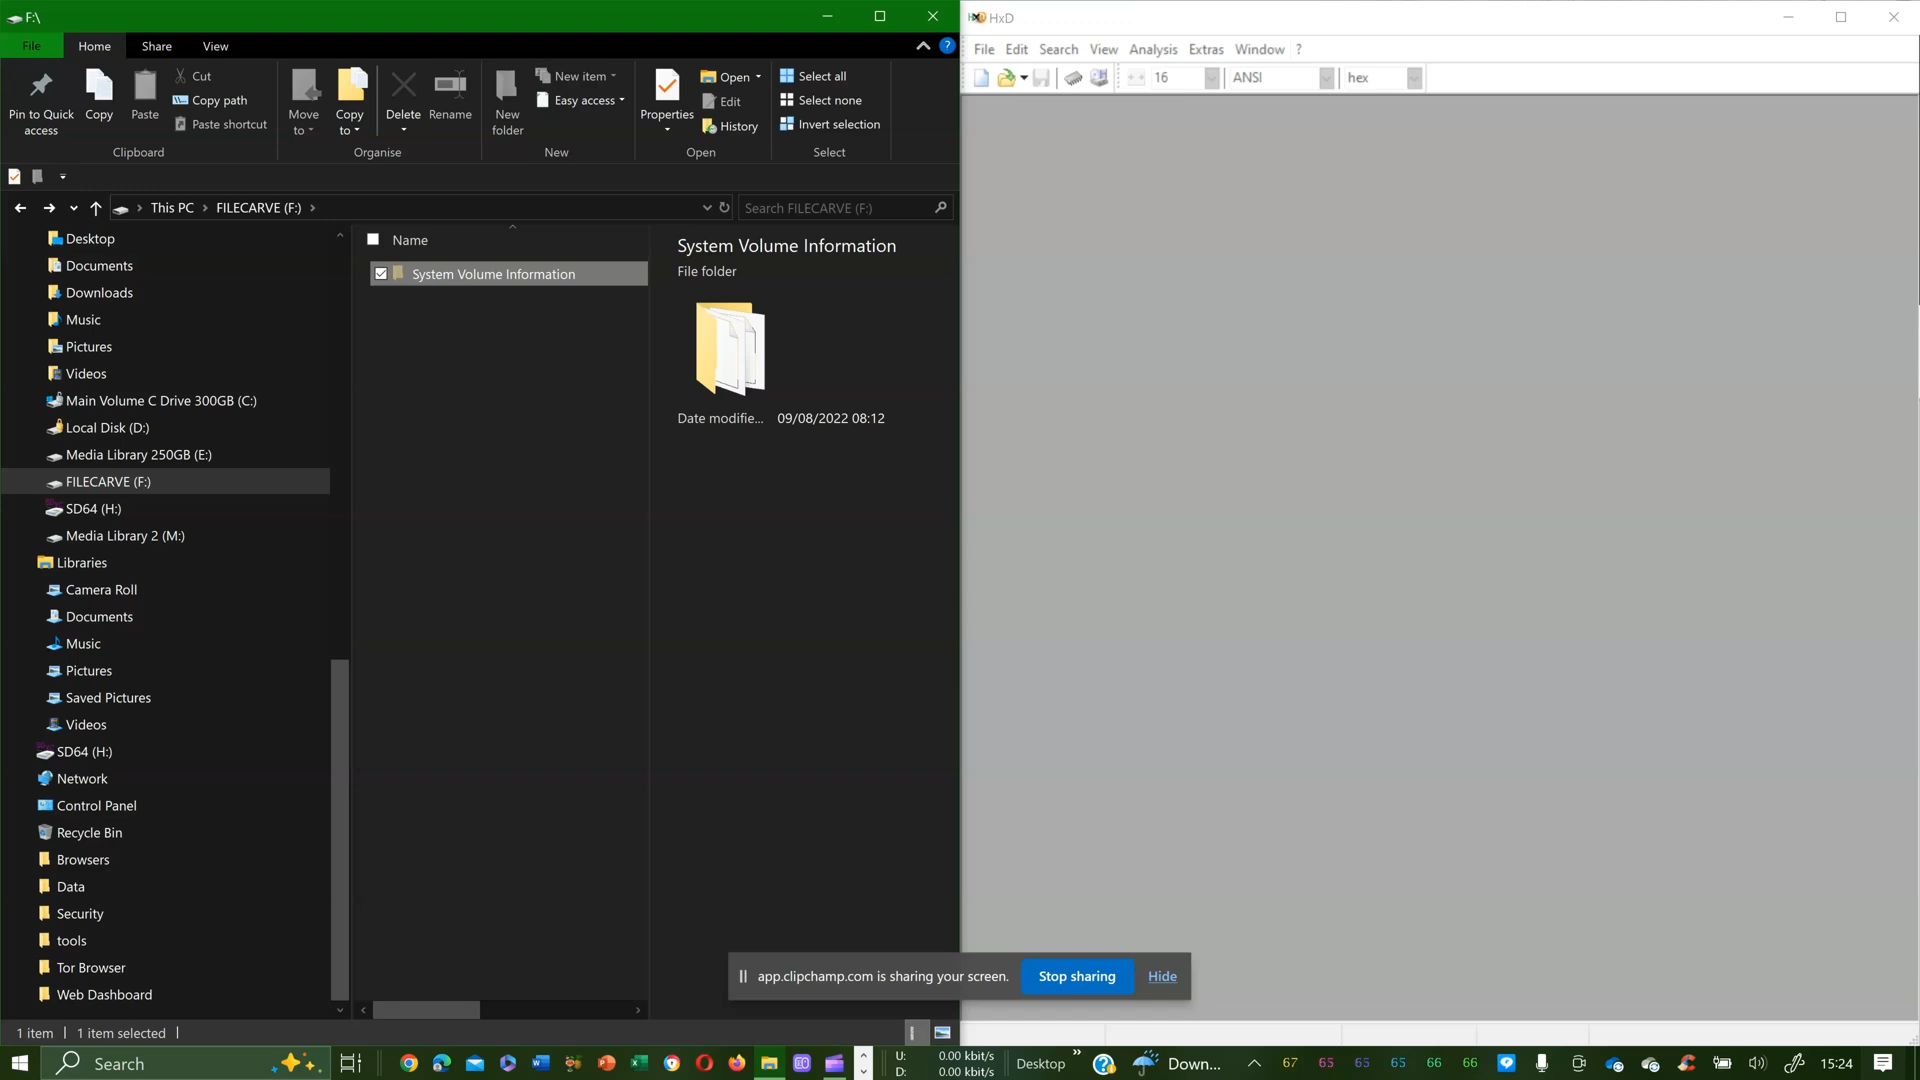 F:\
File
Home
Share
View
?
Pin to Quick
access
Copy
Paste
Cut
Copy path
Paste shortcut
Clipboard
Move
to
Copy
to
Delete
Rename
Organise
New
folder
New item
Easy access
New
Properties
Open
Edit
History
Open
Select all
Select none
Invert selection
Select
This PC
FILECARVE (F:)
Search FILECARVE (F:)
Desktop
Documents
Downloads
Music
Pictures
Videos
Main Volume C Drive 300GB (C:)
Local Disk (D:)
Media Library 250GB (E:)
FILECARVE (F:)
SD64 (H:)
Media Library 2 (M:)
Libraries
Camera Roll
Documents
Music
Pictures
Saved Pictures
Videos
SD64 (H:)
Network
Control Panel
Recycle Bin
Browsers
Data
Security
tools
Tor Browser
Web Dashboard
Name
System Volume Information
System Volume Information
File folder
Date modifie... 09/08/2022 08:12
1 item
1 item selected
HxD
File Edit Search View Analysis Extras Window ?
16 ANSI hex
app.clipchamp.com is sharing your screen. Stop sharing Hide
Search
U: 0.00 kbit/s
D: 0.00 kbit/s
Desktop
Down...
67 65 65 65 66 66
15:24